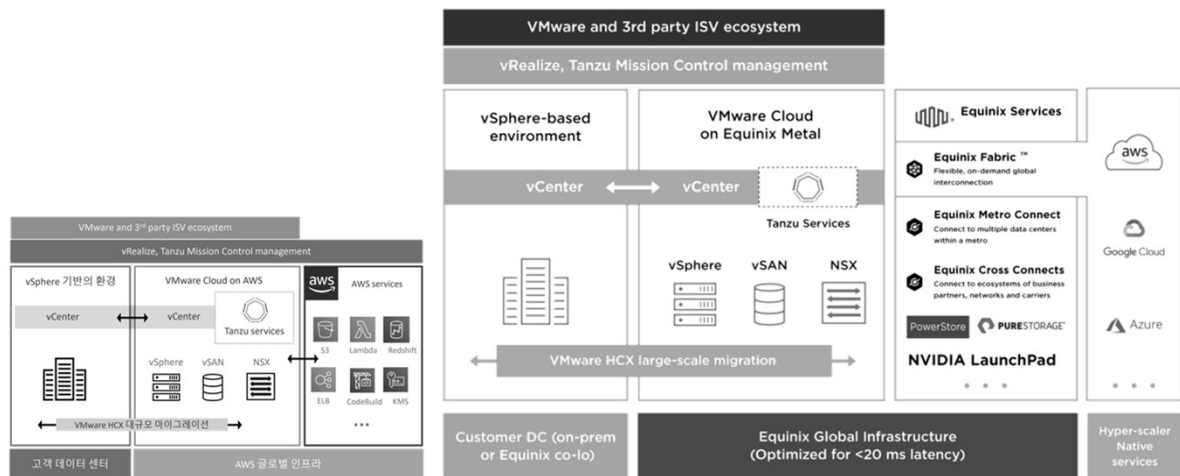 VMware and 3rd party ISV ecosystem
vRealize, Tanzu Mission Control management
vSphere 기반의 환경
VMware Cloud on AWS
aws
AWS services
vCenter
vCenter
Tanzu services
S3
Lambda
Redshift
vSphere
vSAN
NSX
ELB
CodeBuild
KMS
VMware HCX 대규모 마이그레이션
고객 데이터 센터
AWS 글로벌 인프라
VMware and 3rd party ISV ecosystem
vRealize, Tanzu Mission Control management
vSphere-based
environment
VMware Cloud
on Equinix Metal
vCenter
vCenter
Tanzu Services
vSphere
vSAN
NSX
VMware HCX large-scale migration
Customer DC (on-prem
or Equinix co-lo)
Equinix Global Infrastructure
(Optimized for <20 ms latency)
Equinix Services
Equinix Fabric ™
Flexible, on-demand global
interconnection
Equinix Metro Connect
Connect to multiple data centers
within a metro
Equinix Cross Connects
Connect to ecosystems of business
partners, networks and carriers
PowerStore
PURESTORAGE
NVIDIA LaunchPad
aws
Google Cloud
Azure
Hyper-scaler
Native
services